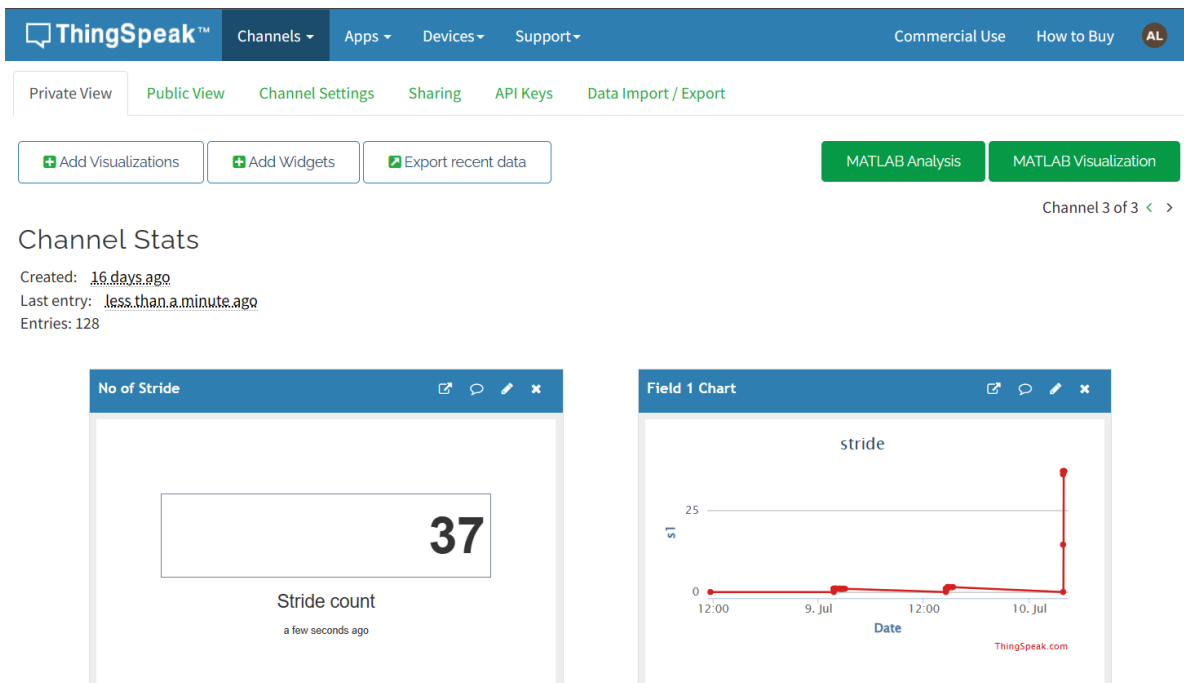 ThingSpeak™ Channels Apps Devices Support Commercial Use How to Buy AL
Private View Public View Channel Settings Sharing API Keys Data Import / Export
Add Visualizations Add Widgets Export recent data MATLAB Analysis MATLAB Visualization
Channel 3 of 3 < >
Channel Stats
Created: 16 days ago
Last entry: less than a minute ago
Entries: 128
No of Stride
37
Stride count
a few seconds ago
Field 1 Chart
stride
25
s1
0
12:00 9. Jul 12:00 10. Jul
Date
ThingSpeak.com